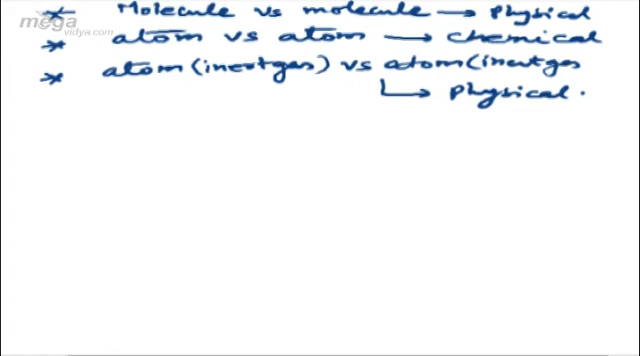 * Molecule vs molecule → Physical
mega
vidya.com
* atom vs atom → chemical
* atom (inertgas) vs atom (inertgas
↳ Physical.